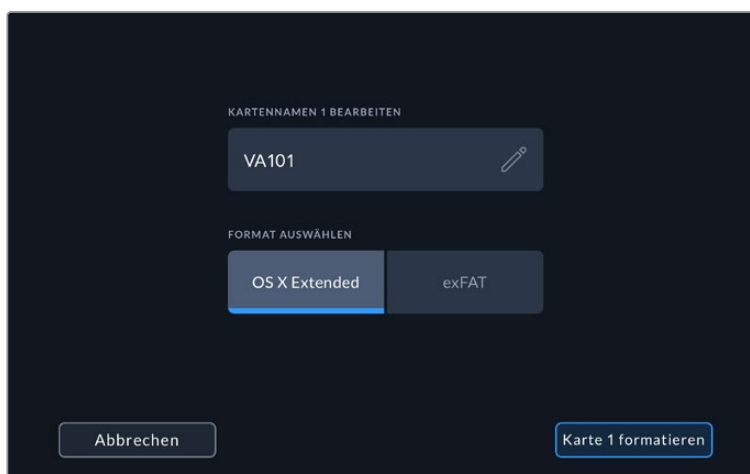 KARTENNAMEN 1 BEARBEITEN
VA101
FORMAT AUSWÄHLEN
OS X Extended exFAT
Abbrechen Karte 1 formatieren